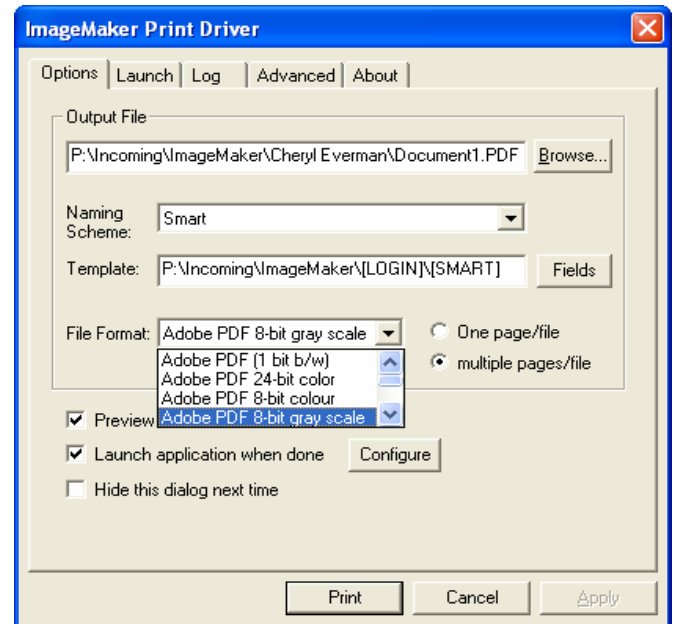 ImageMaker Print Driver
Options Launch Log Advanced About
Output File
P:\Incoming\ImageMaker\Cheryl Everman\Document1.PDF Browse...
Naming
Scheme: Smart
Template: P:\Incoming\ImageMaker\[LOGIN]\[SMART] Fields
File Format: Adobe PDF 8-bit gray scale One page/file
Adobe PDF (1 bit b/w) multiple pages/file
Adobe PDF 24-bit color
Adobe PDF 8-bit colour
Preview Adobe PDF 8-bit gray scale
Launch application when done Configure
Hide this dialog next time
Print Cancel Apply